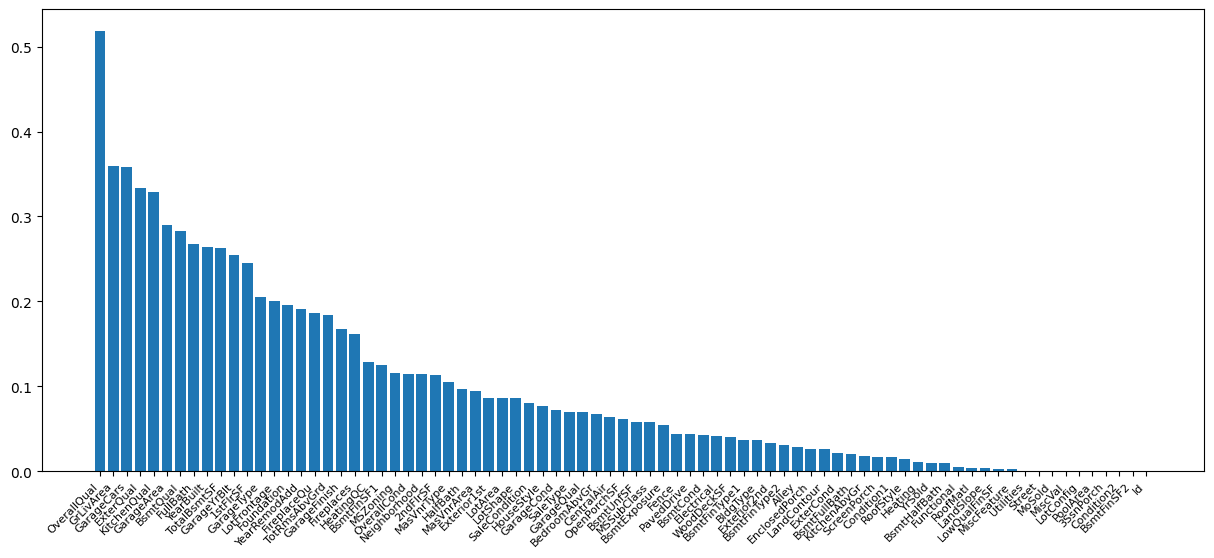 0.5
0.4
0.3
0.2
0.1
0.0
OverallQual
GrLivArea
GarageCars
ExterQual
KitchenQual
GarageArea
BsmtQual
FullBath
YearBuilt
TotalBsmtSF
GarageYrBlt
1stFlrSF
GarageType
LotFrontage
Foundation
YearRemodAdd
FireplaceQu
TotRmsAbvGrd
GarageFinish
Fireplaces
HeatingQC
BsmtFinSF1
MSZoning
OverallCond
Neighborhood
2ndFlrSF
MasVnrType
HalfBath
MasVnrArea
Exterior1st
LotArea
LotShape
SaleCondition
HouseStyle
GarageCond
SaleType
GarageQual
BedroomAbvGr
CentralAir
OpenPorchSF
BsmtUnfSF
MSSubClass
BsmtExposure
Fence
PavedDrive
BsmtCond
Electrical
WoodDeckSF
BsmtFinType1
BldgType
Exterior2nd
BsmtFinType2
Alley
EnclosedPorch
LandContour
ExterCond
BsmtFullBath
KitchenAbvGr
ScreenPorch
Condition1
RoofStyle
Heating
YrSold
BsmtHalfBath
Functional
RoofMatl
LandSlope
LowQualFinSF
MiscFeature
Utilities
Street
MoSold
MiscVal
LotConfig
PoolArea
3SsnPorch
Condition2
BsmtFinSF2
Id